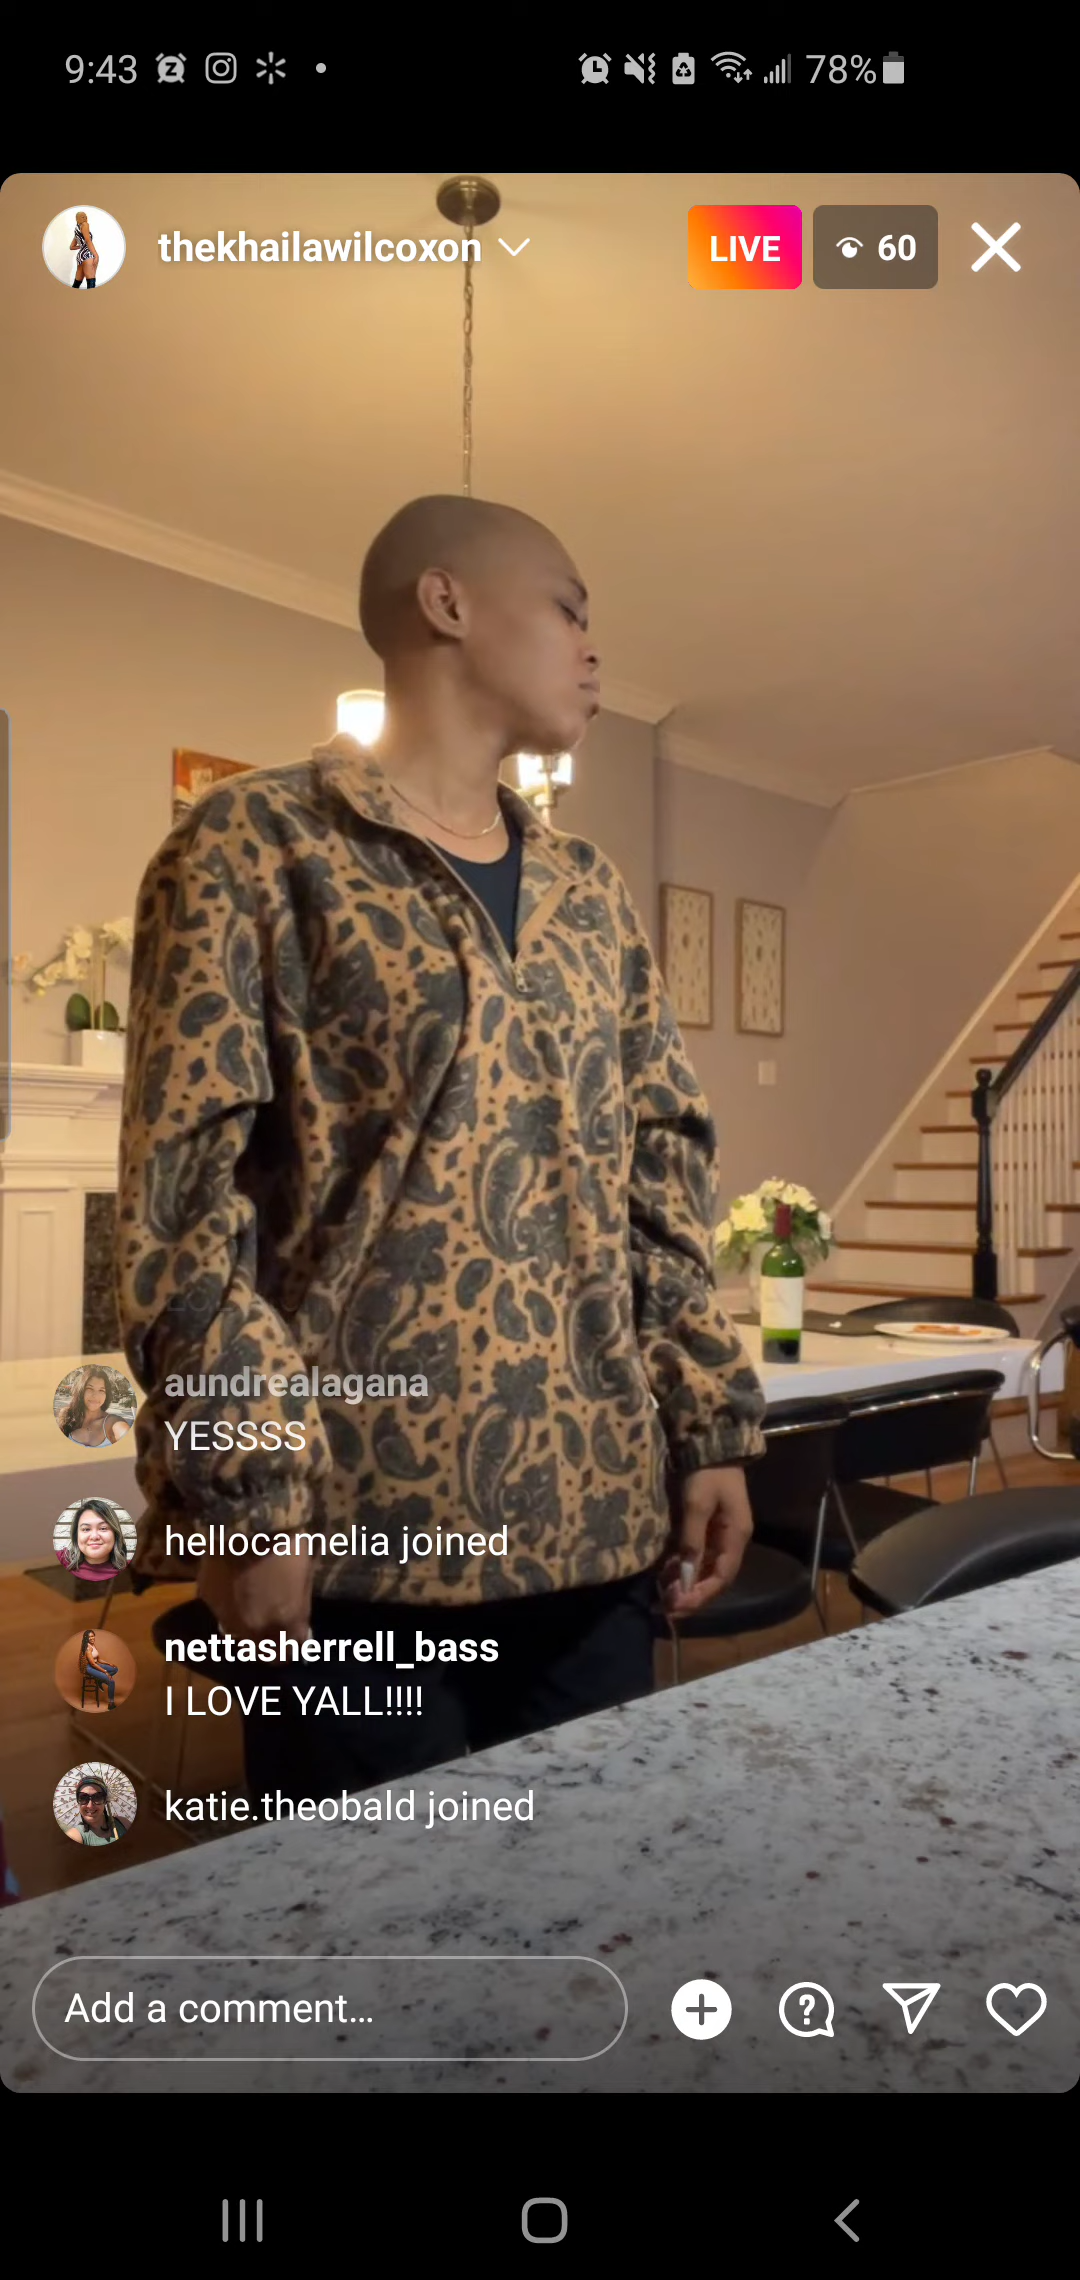 9:43
78%
thekhailawilcoxon
LIVE
60
aundrealagana
YESSSS
hellocamelia joined
nettasherrell_bass
I LOVE YALL!!!!
katie.theobald joined
Add a comment...